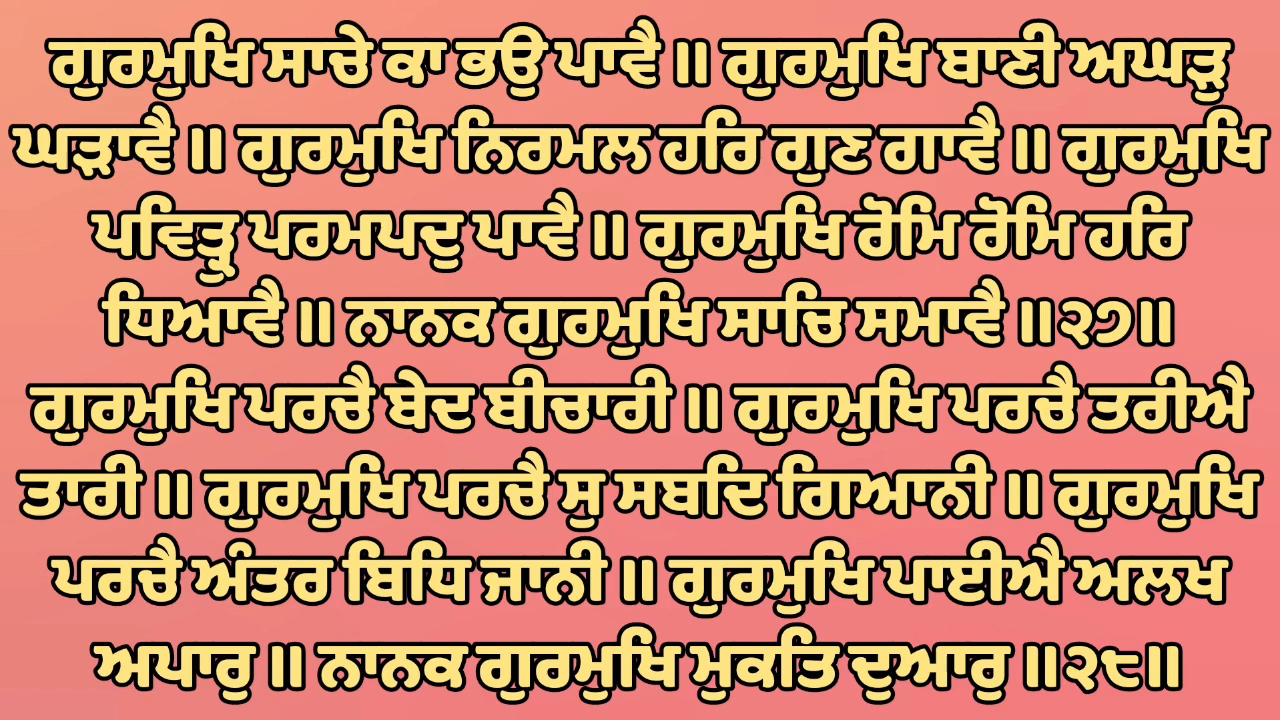 ਗੁਰਮੁਖਿ ਸਾਚੇ ਕਾ ਭਉ ਪਾਵੈ ॥ ਗੁਰਮੁਖਿ ਬਾਣੀ ਅਘੜੁ
ਘੜਾਵੈ ॥ ਗੁਰਮੁਖਿ ਨਿਰਮਲ ਹਰਿ ਗੁਣ ਗਾਵੈ ॥ ਗੁਰਮੁਖਿ
ਪਵਿਤ੍ਰੁ ਪਰਮਪਦੁ ਪਾਵੈ ॥ ਗੁਰਮੁਖਿ ਰੋਮਿ ਰੋਮਿ ਹਰਿ
ਧਿਆਵੈ ॥ ਨਾਨਕ ਗੁਰਮੁਖਿ ਸਾਚਿ ਸਮਾਵੈ ॥੨੭॥
ਗੁਰਮੁਖਿ ਪਰਚੈ ਬੇਦ ਬੀਚਾਰੀ ॥ ਗੁਰਮੁਖਿ ਪਰਚੈ ਤਰੀਐ
ਤਾਰੀ ॥ ਗੁਰਮੁਖਿ ਪਰਚੈ ਸੁ ਸਬਦਿ ਗਿਆਨੀ ॥ ਗੁਰਮੁਖਿ
ਪਰਚੈ ਅੰਤਰ ਬਿਧਿ ਜਾਨੀ ॥ ਗੁਰਮੁਖਿ ਪਾਈਐ ਅਲਖ
ਅਪਾਰੁ ॥ ਨਾਨਕ ਗੁਰਮੁਖਿ ਮੁਕਤਿ ਦੁਆਰੁ ॥੨੮॥